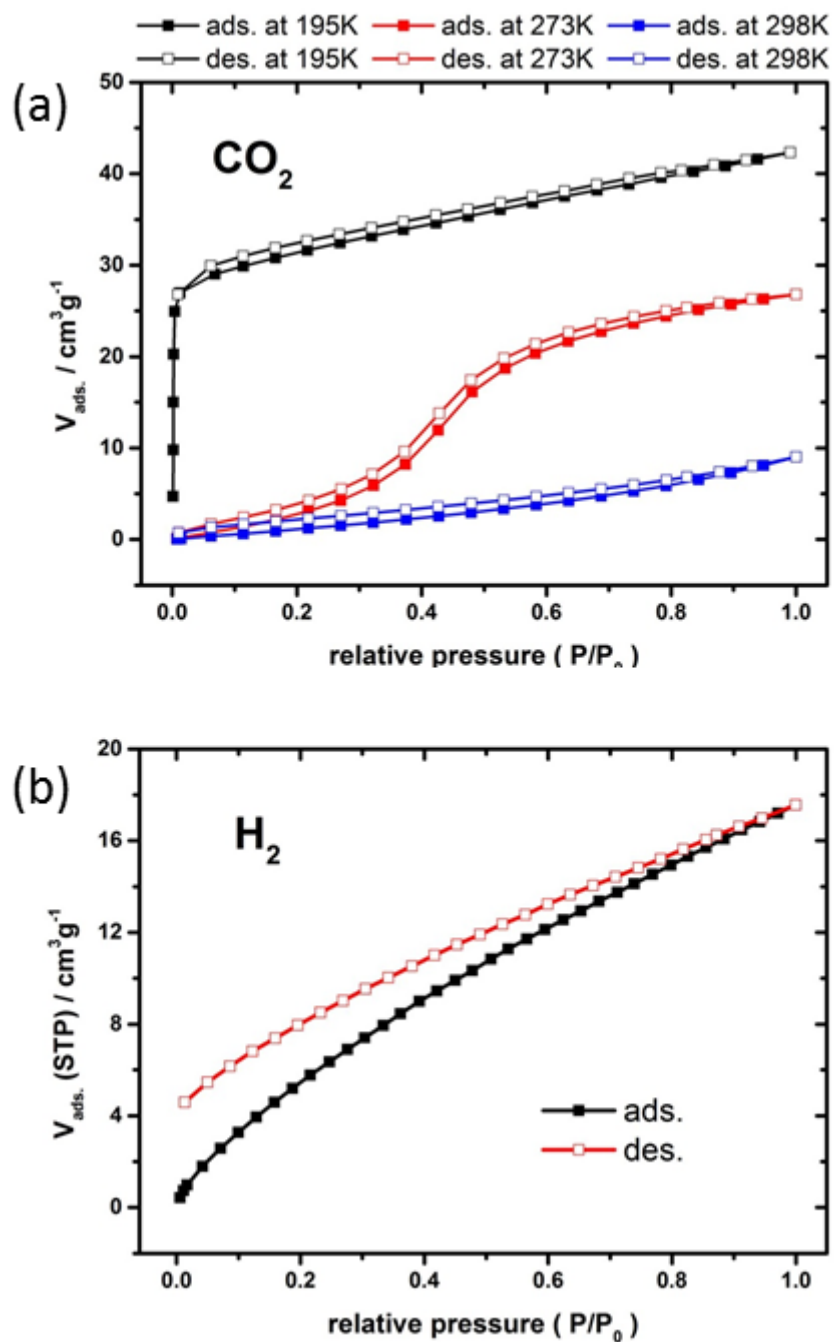 ads. at 195K ads. at 273K ads. at 298K
des. at 195K des. at 273K des. at 298K
(a)
CO₂
50
40
30
20
10
0
V_ads. / cm³g⁻¹
0.0 0.2 0.4 0.6 0.8 1.0
relative pressure ( P/P₀ )
(b)
H₂
20
16
12
8
4
0
V_ads. (STP) / cm³g⁻¹
ads.
des.
0.0 0.2 0.4 0.6 0.8 1.0
relative pressure ( P/P₀ )